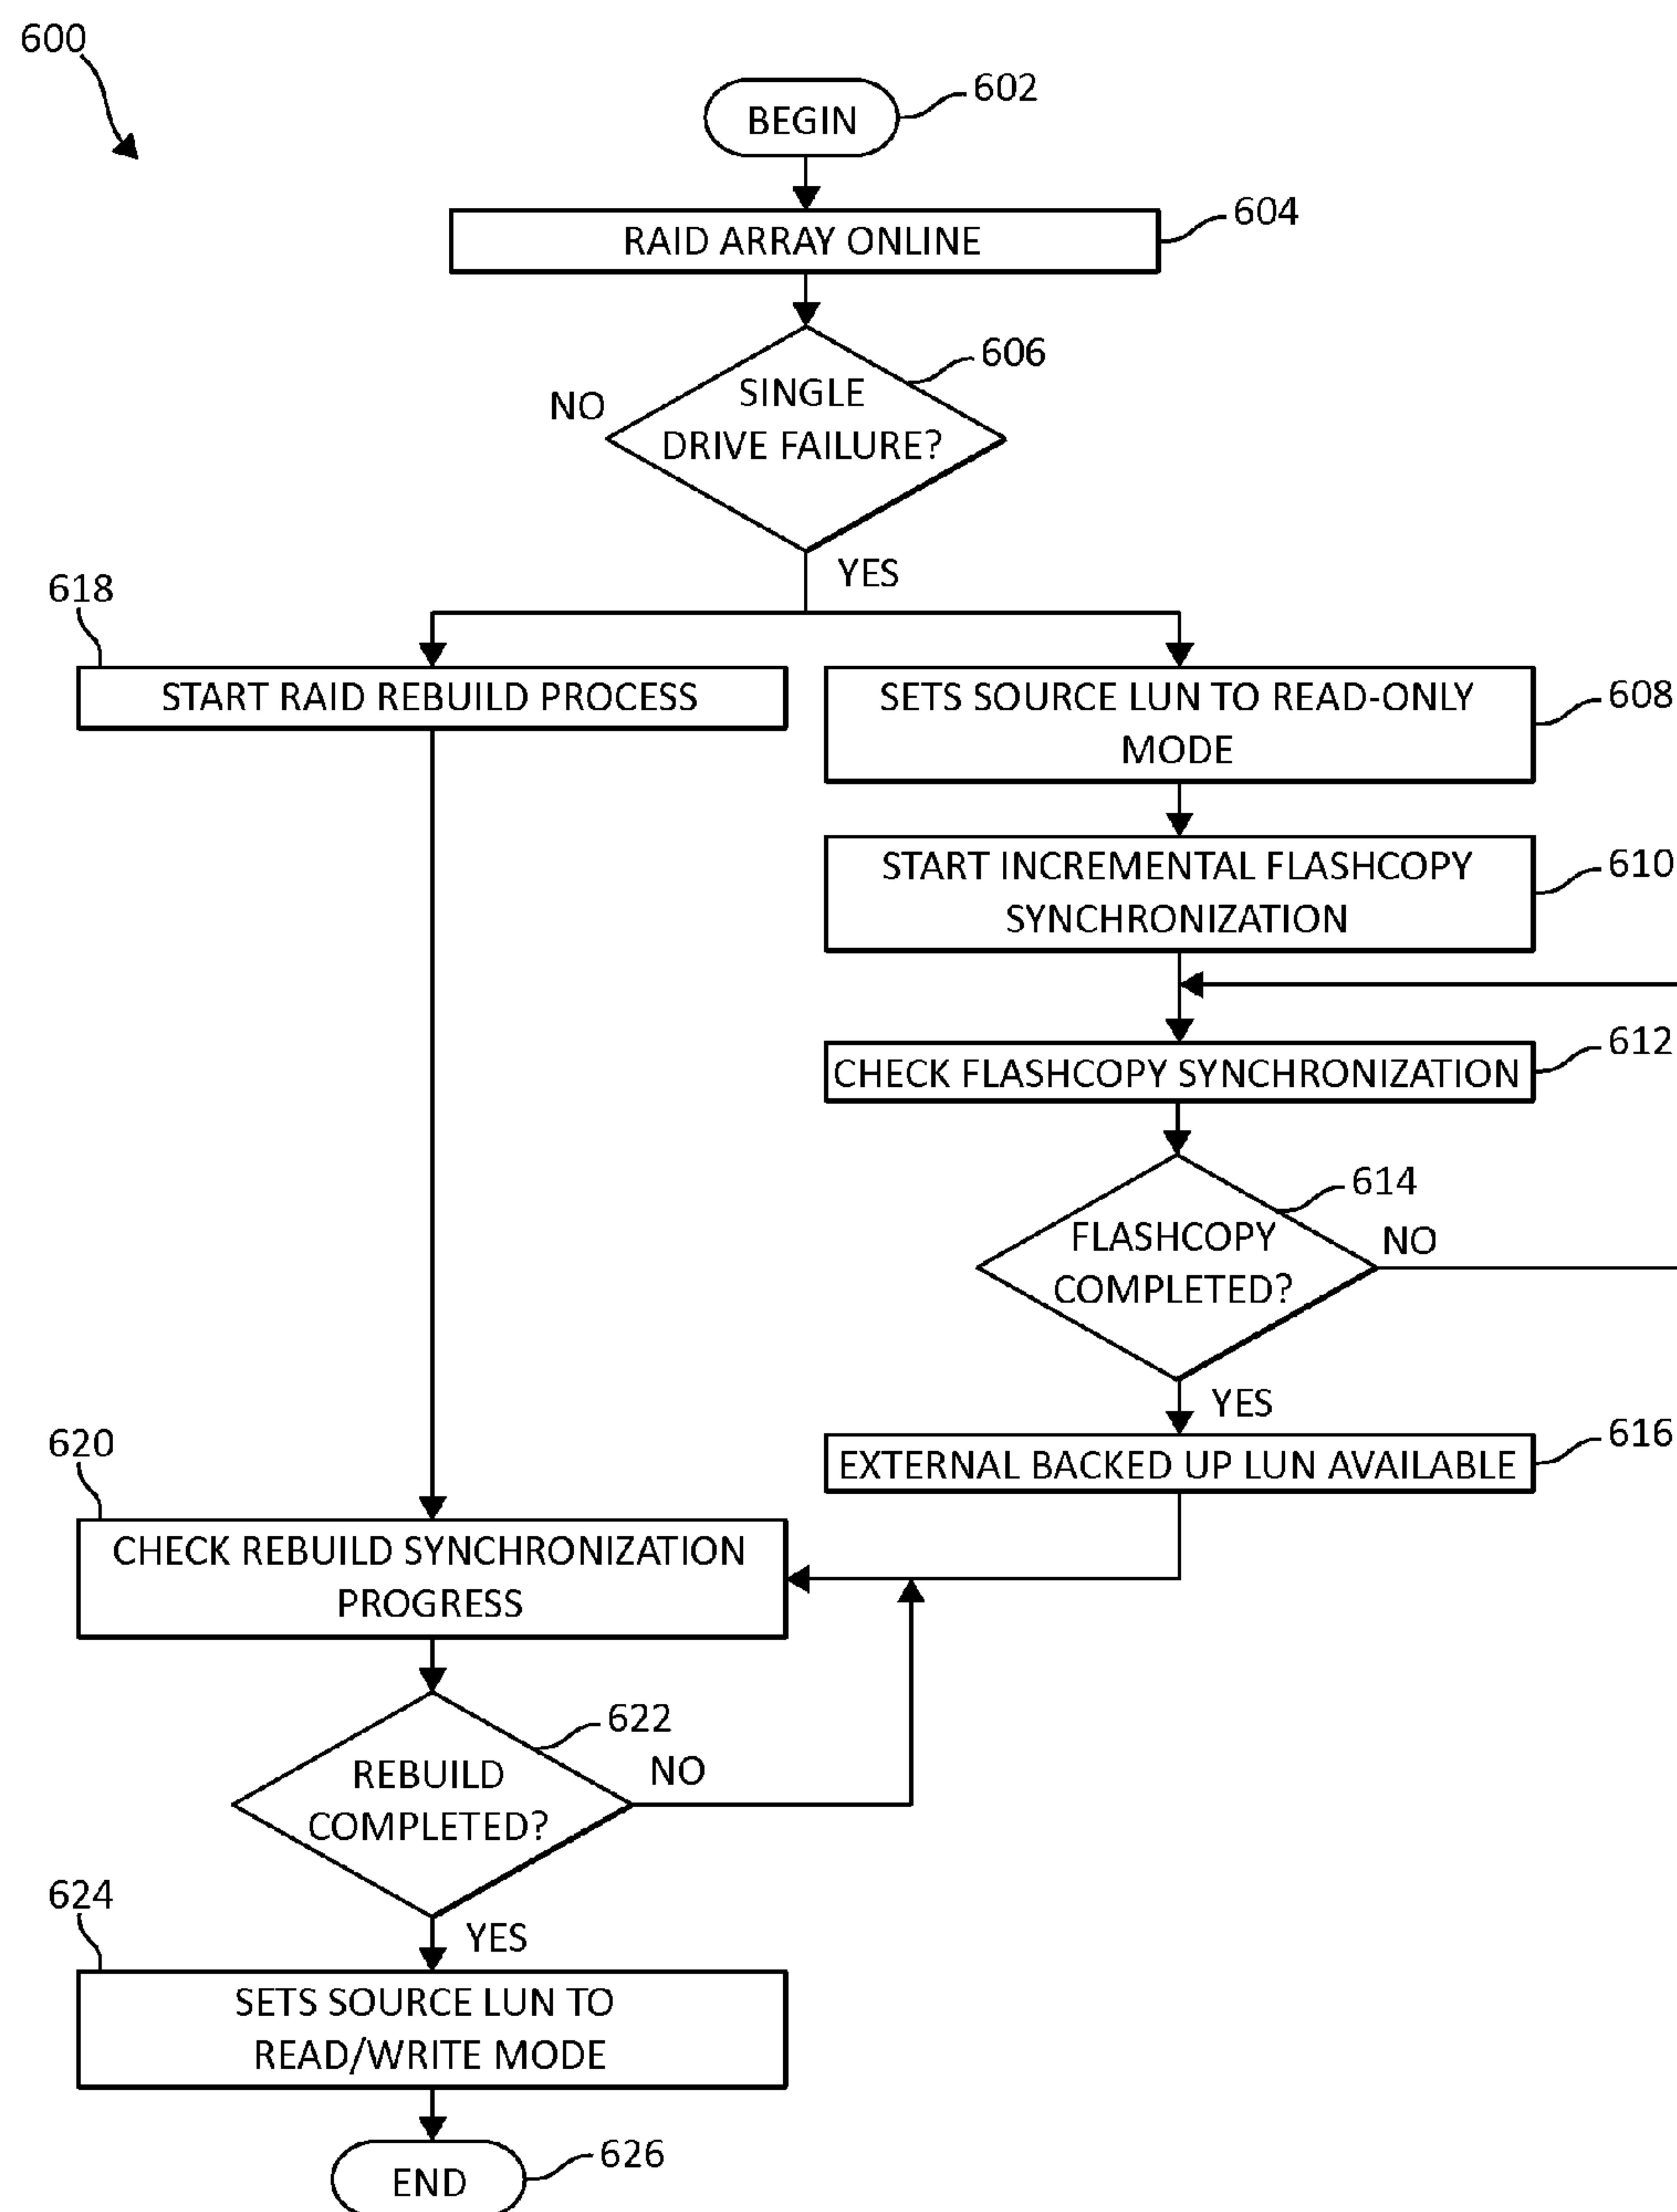 600
BEGIN
602
RAID ARRAY ONLINE
604
SINGLE
DRIVE FAILURE?
606
NO
YES
618
START RAID REBUILD PROCESS
SETS SOURCE LUN TO READ-ONLY
MODE
608
START INCREMENTAL FLASHCOPY
SYNCHRONIZATION
610
CHECK FLASHCOPY SYNCHRONIZATION
612
FLASHCOPY
COMPLETED?
614
NO
YES
EXTERNAL BACKED UP LUN AVAILABLE
616
620
CHECK REBUILD SYNCHRONIZATION
PROGRESS
REBUILD
COMPLETED?
622
NO
YES
624
SETS SOURCE LUN TO
READ/WRITE MODE
END
626